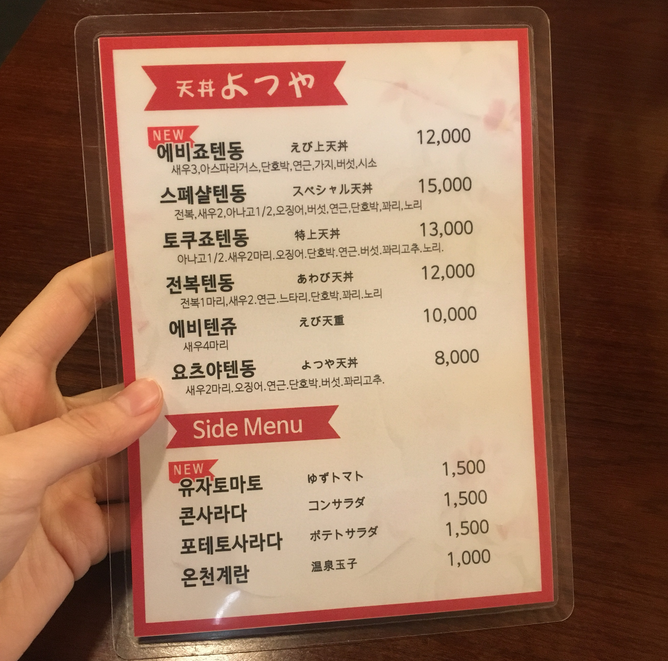 天丼よつや
NEW
에비죠텐동 えび上天丼 12,000
새우3,아스파라거스,단호박,연근,가지,버섯,시소
스페샬텐동 スペシャル天丼 15,000
전복,새우2,아나고1/2,오징어,버섯,연근,단호박,꽈리,노리
토쿠죠텐동 特上天丼 13,000
아나고1/2.새우2마리.오징어.단호박.연근.버섯.꽈리고추.노리.
전복텐동 あわび天丼 12,000
전복1마리,새우2.연근.느타리.단호박.꽈리.노리
에비텐쥬 えび天重 10,000
새우4마리
요츠야텐동 よつや天丼 8,000
새우2마리.오징어.연근.단호박.버섯.꽈리고추.
Side Menu
NEW
유자토마토 ゆずトマト 1,500
콘사라다 コンサラダ 1,500
포테토사라다 ポテトサラダ 1,500
온천계란 温泉玉子 1,000